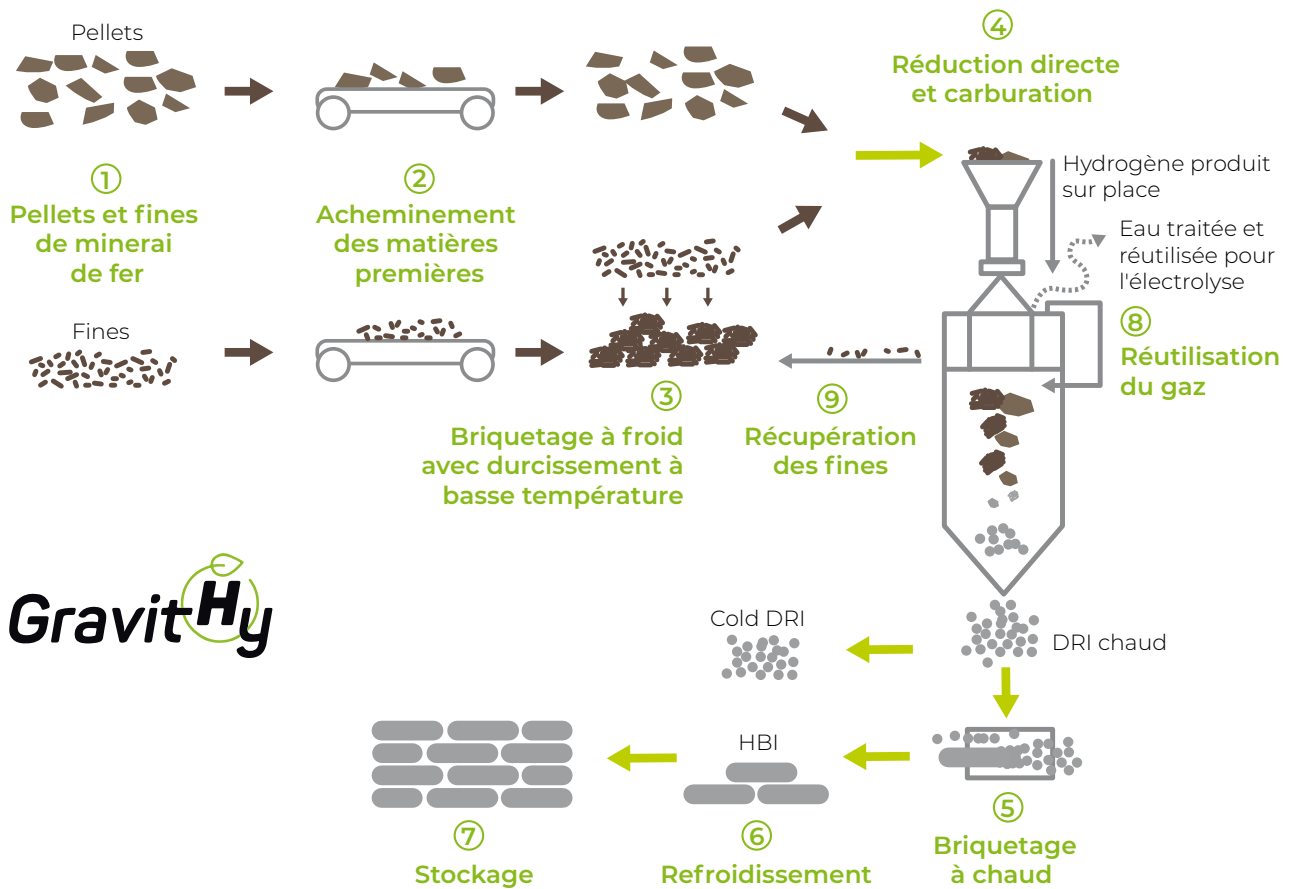 Pellets
①
Pellets et fines
de minerai
de fer
Fines
②
Acheminement
des matières
premières
③
Briquetage à froid
avec durcissement à
basse température
④
Réduction directe
et carburation
Hydrogène produit
sur place
Eau traitée et
réutilisée pour
l'électrolyse
⑧
Réutilisation
du gaz
⑨
Récupération
des fines
GravitHy
Cold DRI
DRI chaud
HBI
⑤
Briquetage
à chaud
⑥
Refroidissement
⑦
Stockage